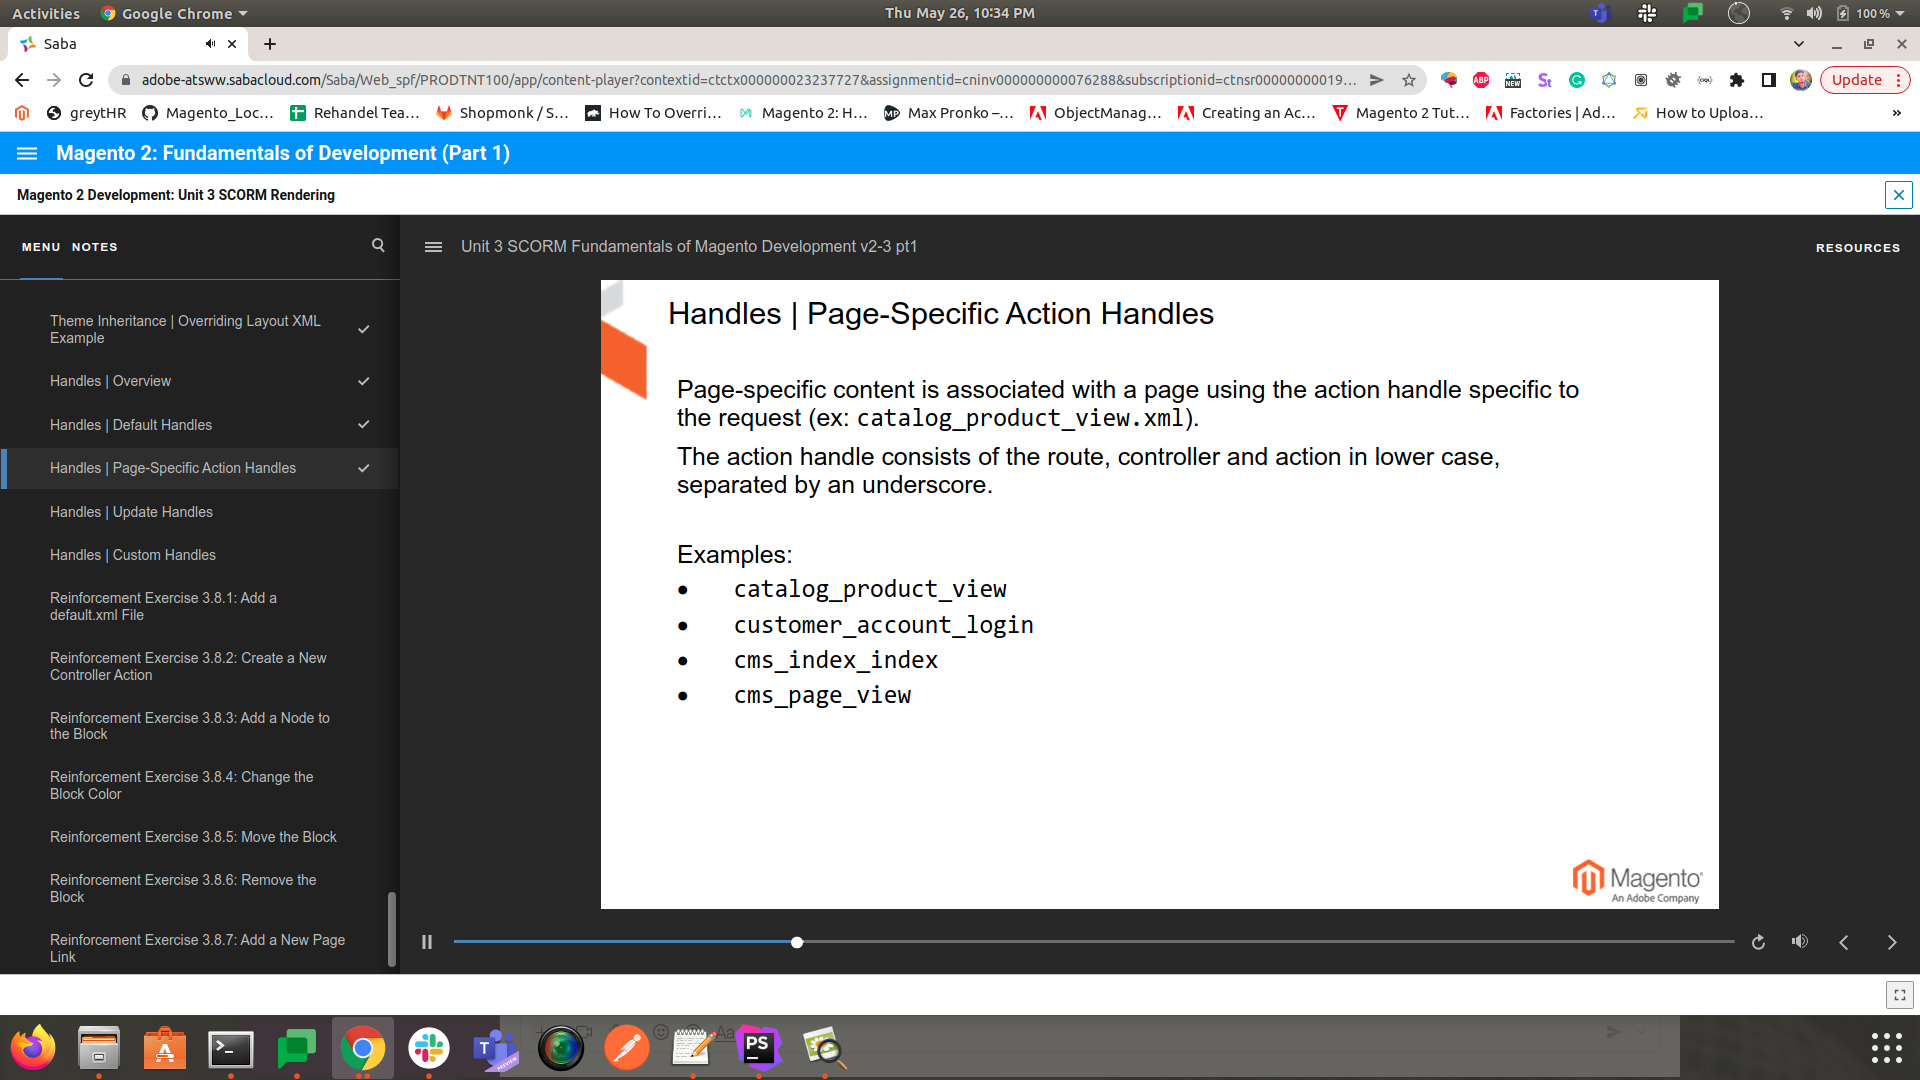 Activities
Google Chrome
Thu May 26, 10:34 PM
100 %
Saba
adobe-atsww.sabacloud.com/Saba/Web_spf/PRODTNT100/app/content-player?contextid=ctctx000000023237727&assignmentid=cninv000000000076288&subscriptionid=ctnsr00000000019...
ABP
NEW
St
Update
greytHR
Magento_Loc...
Rehandel Tea...
Shopmonk / S...
How To Overri...
Magento 2: H...
Max Pronko –...
ObjectManag...
Creating an Ac...
Magento 2 Tut...
Factories | Ad...
How to Uploa...
»
Magento 2: Fundamentals of Development (Part 1)
Magento 2 Development: Unit 3 SCORM Rendering
MENU
NOTES
Unit 3 SCORM Fundamentals of Magento Development v2-3 pt1
RESOURCES
Theme Inheritance | Overriding Layout XML
Example
Handles | Overview
Handles | Default Handles
Handles | Page-Specific Action Handles
Handles | Update Handles
Handles | Custom Handles
Reinforcement Exercise 3.8.1: Add a
default.xml File
Reinforcement Exercise 3.8.2: Create a New
Controller Action
Reinforcement Exercise 3.8.3: Add a Node to
the Block
Reinforcement Exercise 3.8.4: Change the
Block Color
Reinforcement Exercise 3.8.5: Move the Block
Reinforcement Exercise 3.8.6: Remove the
Block
Reinforcement Exercise 3.8.7: Add a New Page
Link
Handles | Page-Specific Action Handles
Page-specific content is associated with a page using the action handle specific to
the request (ex: catalog_product_view.xml).
The action handle consists of the route, controller and action in lower case,
separated by an underscore.
Examples:
• catalog_product_view
• customer_account_login
• cms_index_index
• cms_page_view
Magento
An Adobe Company
PS